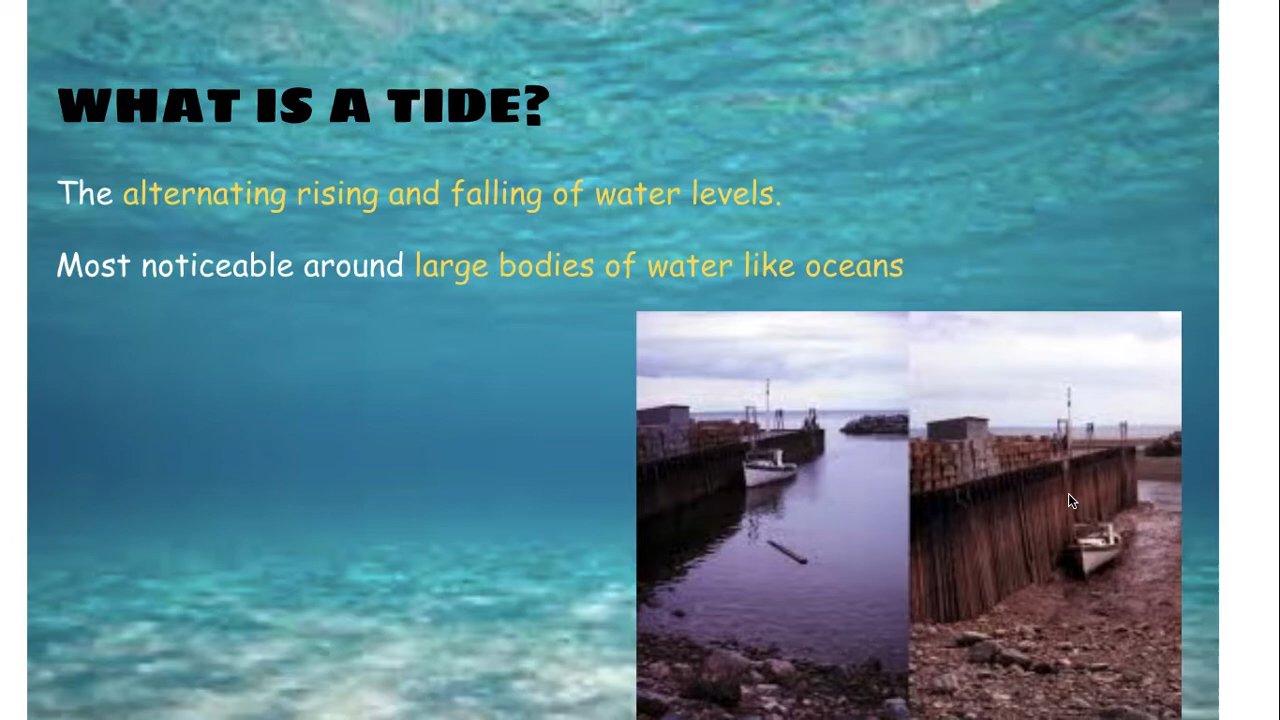 WHAT IS A TIDE?
The alternating rising and falling of water levels.
Most noticeable around large bodies of water like oceans